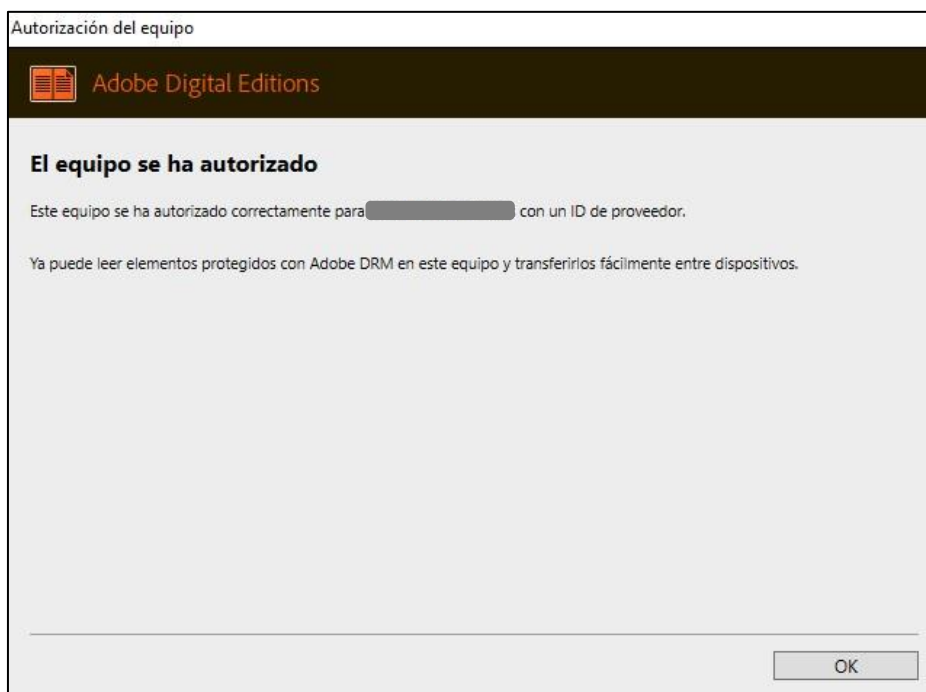 Autorización del equipo
Adobe Digital Editions
El equipo se ha autorizado
Este equipo se ha autorizado correctamente para con un ID de proveedor.
Ya puede leer elementos protegidos con Adobe DRM en este equipo y transferirlos fácilmente entre dispositivos.
OK